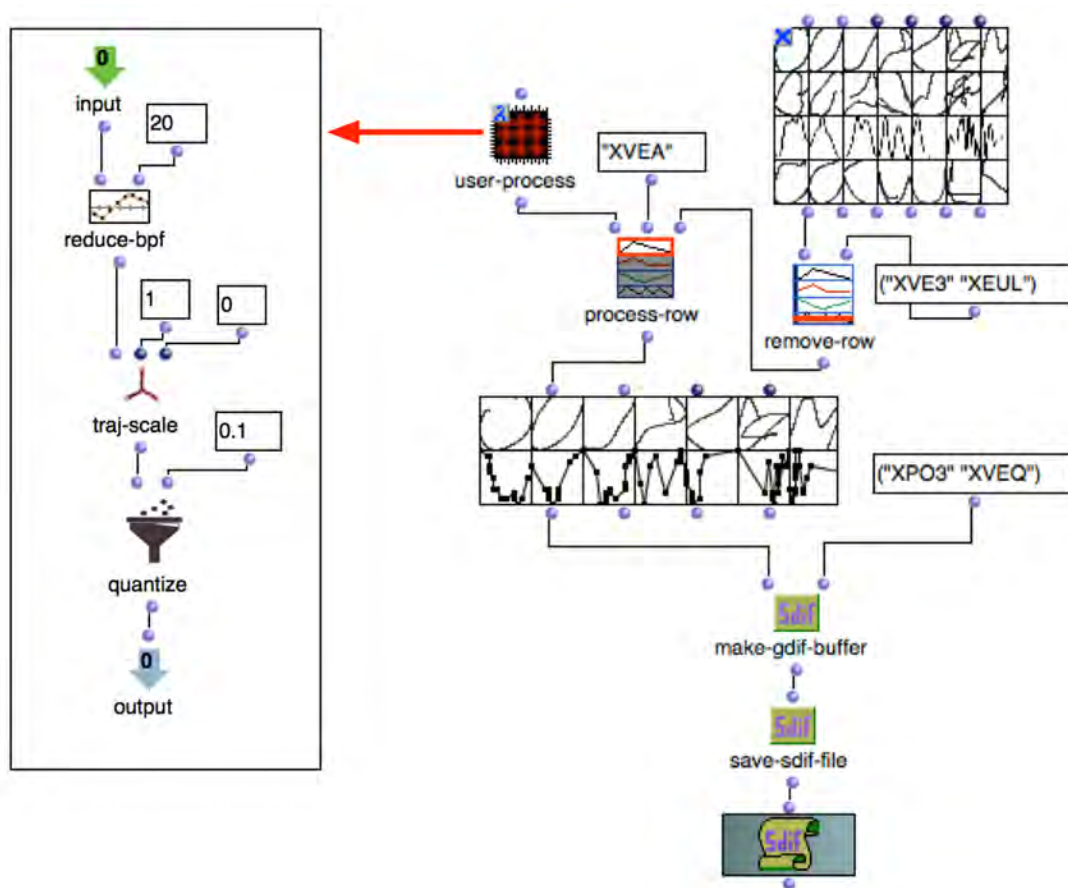 0
input
20
reduce-bpf
1
0
traj-scale
0.1
quantize
0
output
user-process
"XVEA"
process-row
("XVE3" "XEUL")
remove-row
("XPO3" "XVEQ")
Sdif
make-gdif-buffer
Sdif
save-sdif-file
Sdif